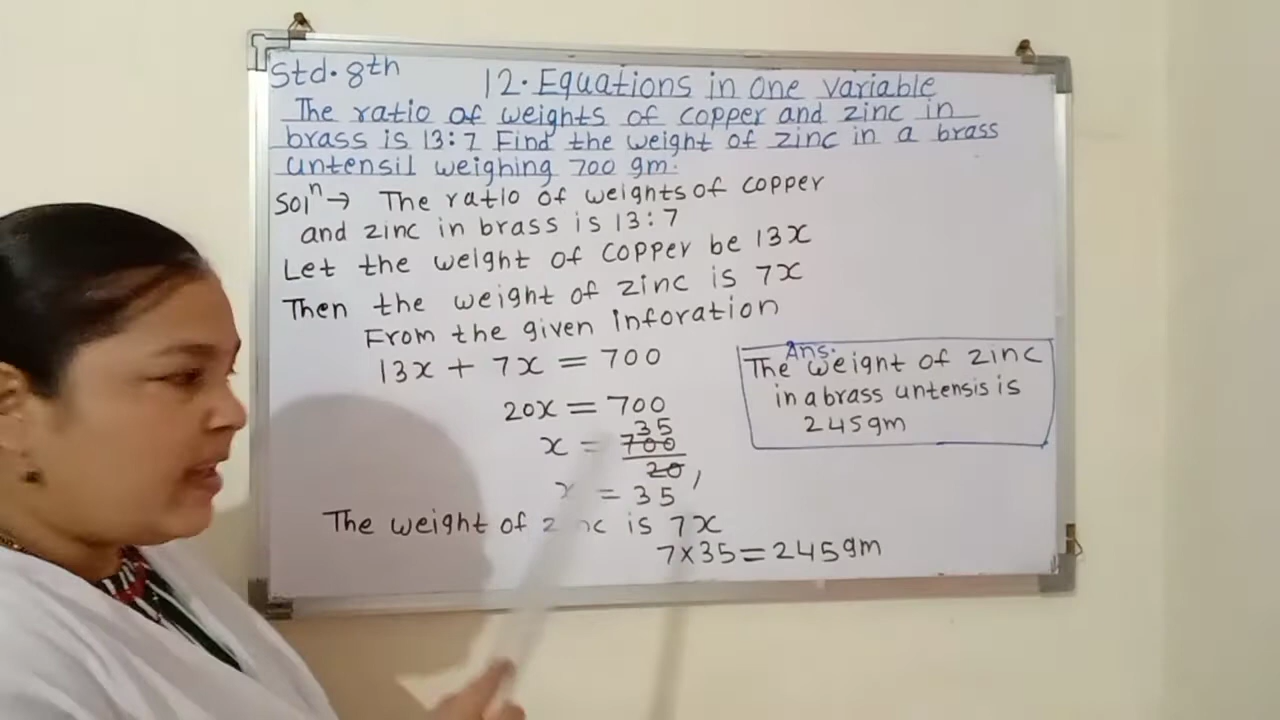 Std. 8th
12. Equations in one variable
The ratio of weights of copper and zinc in
brass is 13:7 Find the weight of zinc in a brass
untensil weighing 700 gm.
Solⁿ → The ratio of weights of copper
and zinc in brass is 13:7
Let the weight of copper be 13x
Then the weight of zinc is 7x
From the given inforation
13x + 7x = 700
20x = 700
35
x = 700
20,
x = 35
The weight of zinc is 7x
7x35=245gm
Ans.
The weignt of zinc
in a brass untensis is
245gm